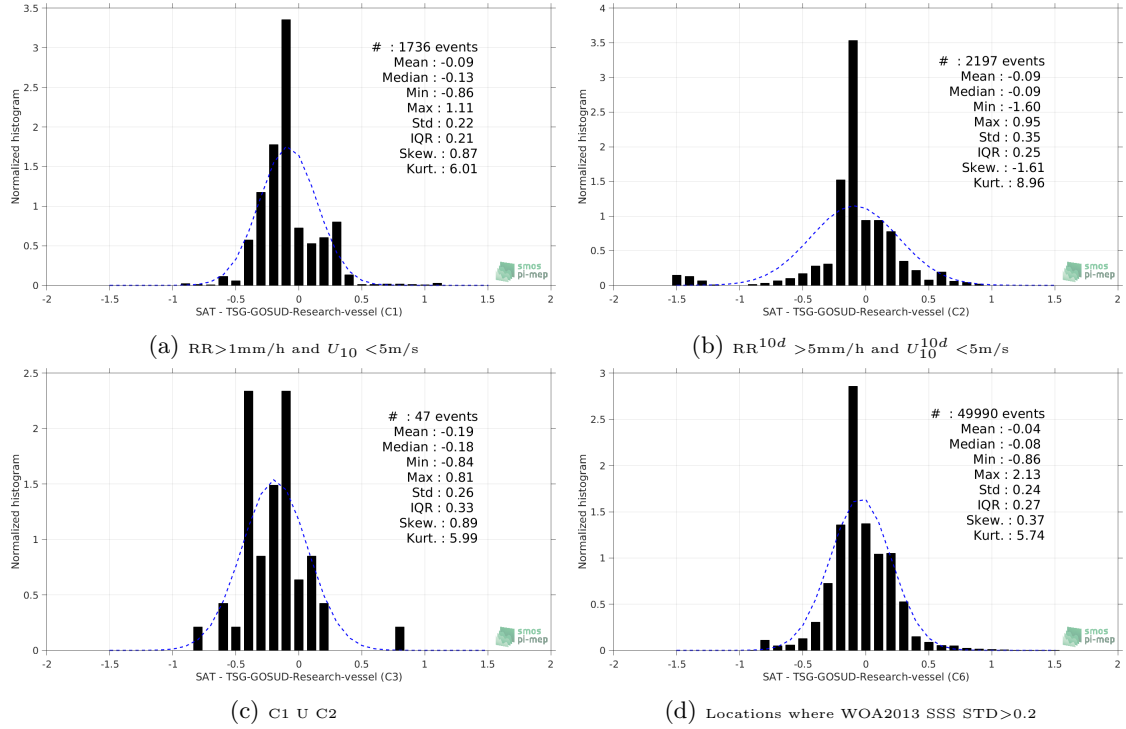 Normalized histogram
3.5
3
2.5
2
1.5
1
0.5
0
-2 -1.5 -1 -0.5 0 0.5 1 1.5 2
# : 1736 events
Mean : -0.09
Median : -0.13
Min : -0.86
Max : 1.11
Std : 0.22
IQR : 0.21
Skew. : 0.87
Kurt. : 6.01
smos
pi-mep
SAT - TSG-GOSUD-Research-vessel (C1)
(a) RR>1mm/h and U10 <5m/s
Normalized histogram
4
3.5
3
2.5
2
1.5
1
0.5
0
-2 -1.5 -1 -0.5 0 0.5 1 1.5 2
# : 2197 events
Mean : -0.09
Median : -0.09
Min : -1.60
Max : 0.95
Std : 0.35
IQR : 0.25
Skew. : -1.61
Kurt. : 8.96
smos
pi-mep
SAT - TSG-GOSUD-Research-vessel (C2)
(b) RR10d >5mm/h and U10d10 <5m/s
Normalized histogram
2.5
2
1.5
1
0.5
0
-2 -1.5 -1 -0.5 0 0.5 1 1.5 2
# : 47 events
Mean : -0.19
Median : -0.18
Min : -0.84
Max : 0.81
Std : 0.26
IQR : 0.33
Skew. : 0.89
Kurt. : 5.99
smos
pi-mep
SAT - TSG-GOSUD-Research-vessel (C3)
(c) C1 U C2
Normalized histogram
3
2.5
2
1.5
1
0.5
0
-2 -1.5 -1 -0.5 0 0.5 1 1.5 2
# : 49990 events
Mean : -0.04
Median : -0.08
Min : -0.86
Max : 2.13
Std : 0.24
IQR : 0.27
Skew. : 0.37
Kurt. : 5.74
smos
pi-mep
SAT - TSG-GOSUD-Research-vessel (C6)
(d) Locations where WOA2013 SSS STD>0.2